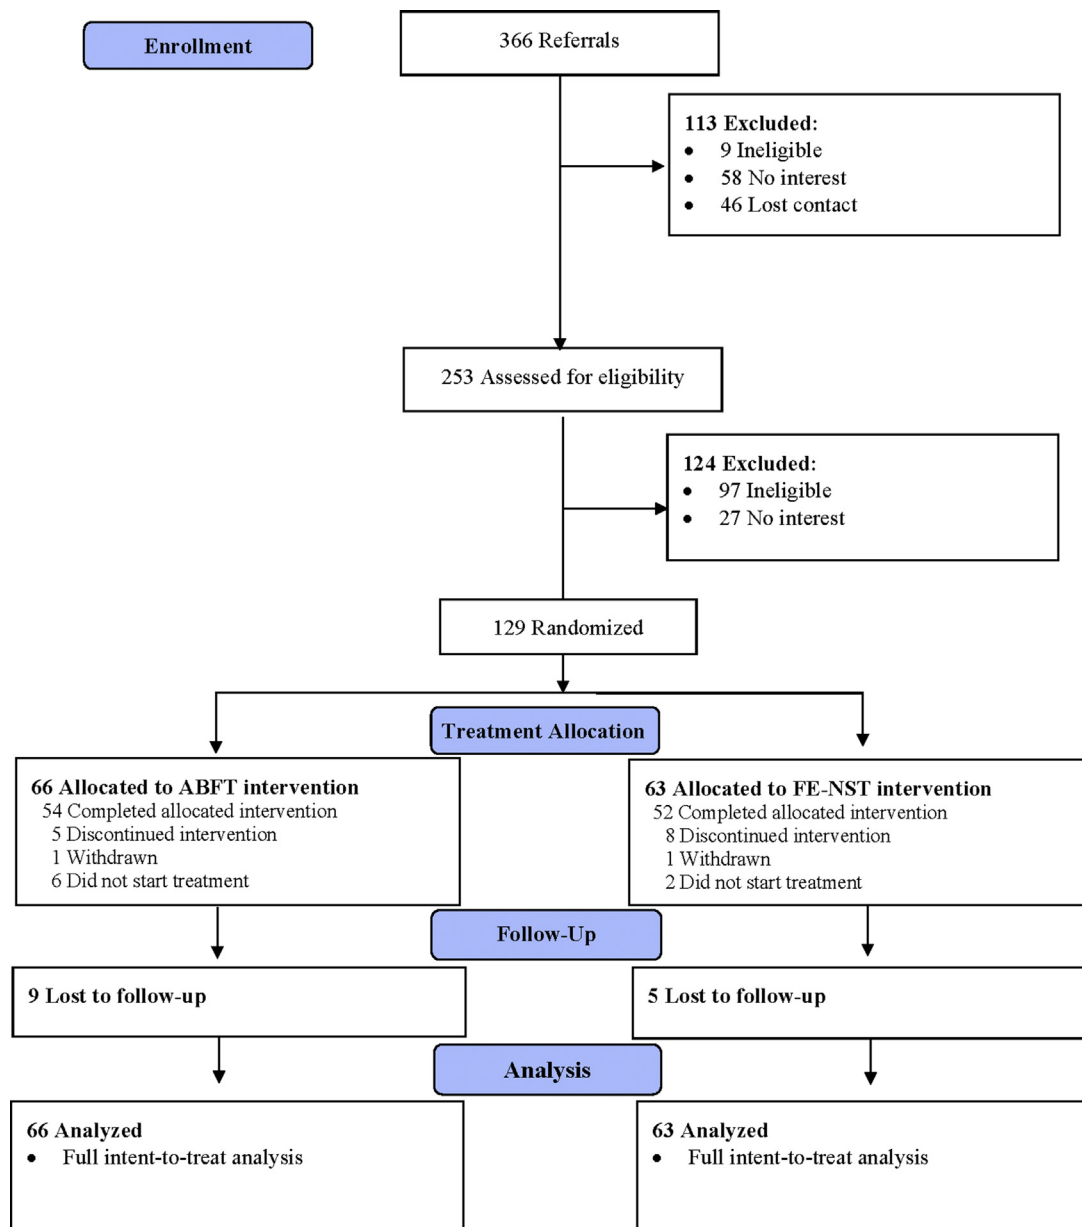 Enrollment
366 Referrals
113 Excluded:
• 9 Ineligible
• 58 No interest
• 46 Lost contact
253 Assessed for eligibility
124 Excluded:
• 97 Ineligible
• 27 No interest
129 Randomized
Treatment Allocation
66 Allocated to ABFT intervention
54 Completed allocated intervention
5 Discontinued intervention
1 Withdrawn
6 Did not start treatment
63 Allocated to FE-NST intervention
52 Completed allocated intervention
8 Discontinued intervention
1 Withdrawn
2 Did not start treatment
Follow-Up
9 Lost to follow-up
5 Lost to follow-up
Analysis
66 Analyzed
• Full intent-to-treat analysis
63 Analyzed
• Full intent-to-treat analysis